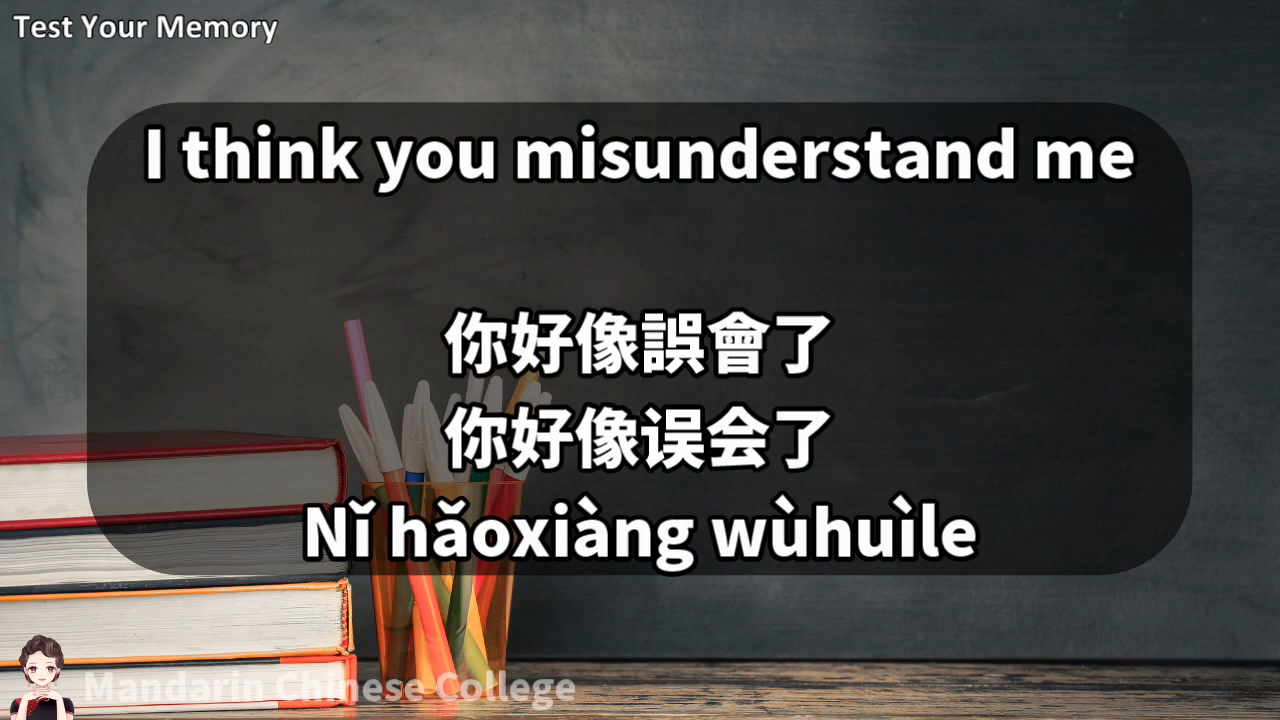 Test Your Memory
I think you misunderstand me
你好像誤會了
你好像误会了
Nǐ hǎoxiàng wùhuìle
Mandarin Chinese College